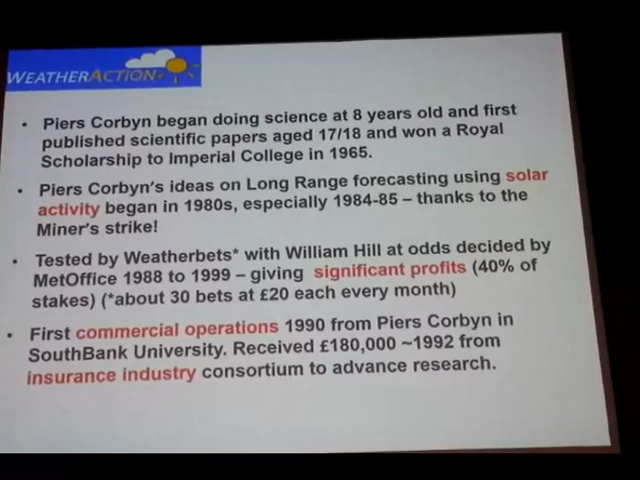 WEATHERACTION
• Piers Corbyn began doing science at 8 years old and first
published scientific papers aged 17/18 and won a Royal
Scholarship to Imperial College in 1965.
• Piers Corbyn's ideas on Long Range forecasting using solar
activity began in 1980s, especially 1984-85 – thanks to the
Miner's strike!
• Tested by Weatherbets* with William Hill at odds decided by
MetOffice 1988 to 1999 – giving significant profits (40% of
stakes) (*about 30 bets at £20 each every month)
• First commercial operations 1990 from Piers Corbyn in
SouthBank University. Received £180,000 ~1992 from
insurance industry consortium to advance research.